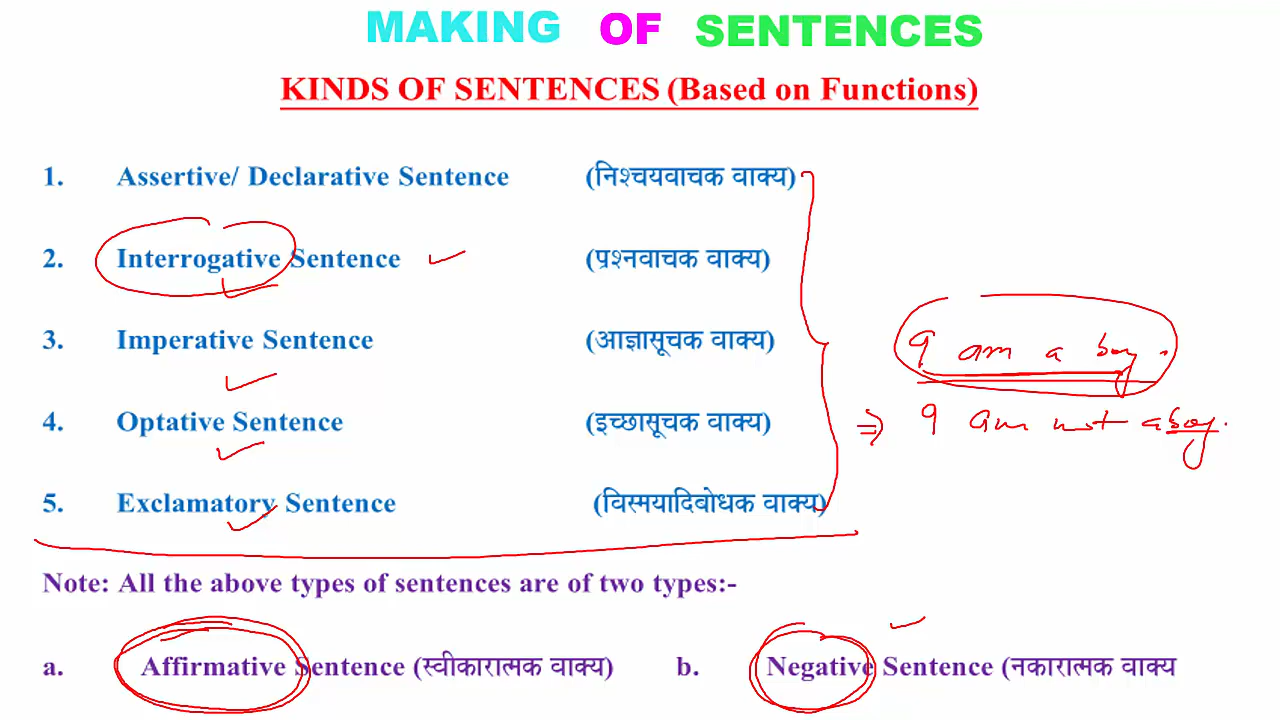 MAKING OF SENTENCES
KINDS OF SENTENCES (Based on Functions)
1. Assertive/ Declarative Sentence (निश्चयवाचक वाक्य)
2. Interrogative Sentence (प्रश्नवाचक वाक्य)
3. Imperative Sentence (आज्ञासूचक वाक्य)
4. Optative Sentence (इच्छासूचक वाक्य)
5. Exclamatory Sentence (विस्मयादिबोधक वाक्य)
I am a boy.
⇒ I am not a boy.
Note: All the above types of sentences are of two types:-
a. Affirmative Sentence (स्वीकारात्मक वाक्य) b. Negative Sentence (नकारात्मक वाक्य